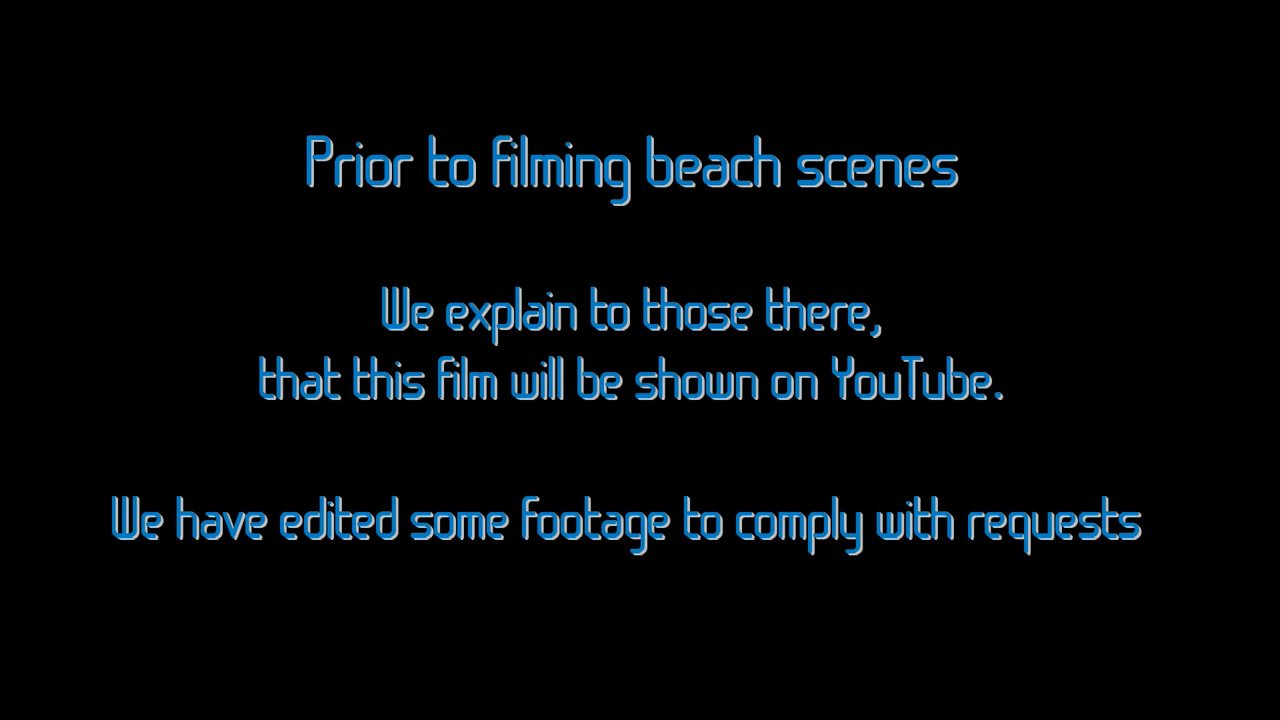 Prior to filming beach scenes
We explain to those there,
that this film will be shown on YouTube.
We have edited some footage to comply with requests